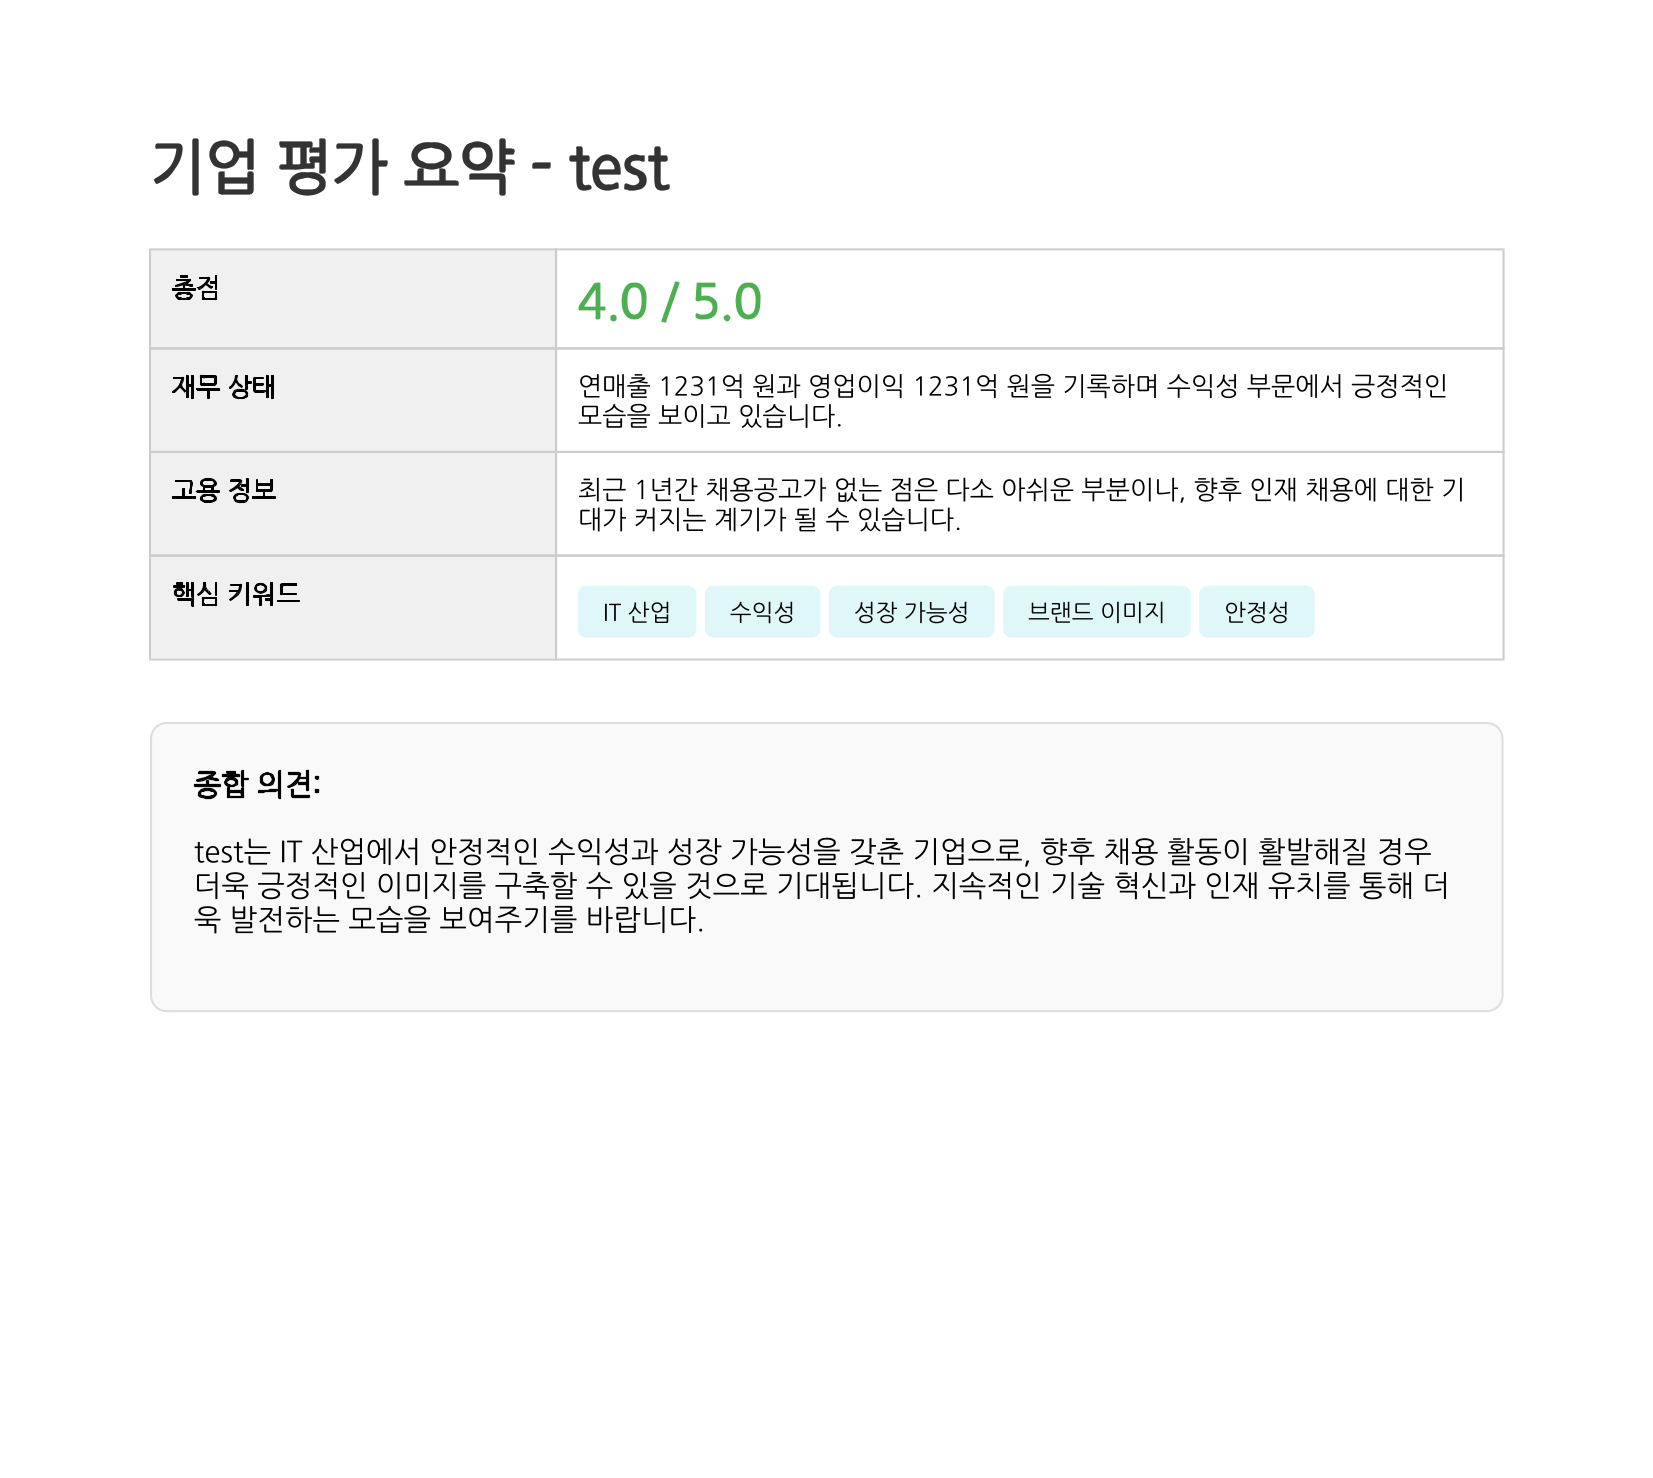 기업 평가 요약 - test
총점
4.0 / 5.0
재무 상태
연매출 1231억 원과 영업이익 1231억 원을 기록하며 수익성 부문에서 긍정적인
모습을 보이고 있습니다.
고용 정보
최근 1년간 채용공고가 없는 점은 다소 아쉬운 부분이나, 향후 인재 채용에 대한 기
대가 커지는 계기가 될 수 있습니다.
핵심 키워드
IT 산업 수익성 성장 가능성 브랜드 이미지 안정성
종합 의견:
test는 IT 산업에서 안정적인 수익성과 성장 가능성을 갖춘 기업으로, 향후 채용 활동이 활발해질 경우
더욱 긍정적인 이미지를 구축할 수 있을 것으로 기대됩니다. 지속적인 기술 혁신과 인재 유치를 통해 더
욱 발전하는 모습을 보여주기를 바랍니다.